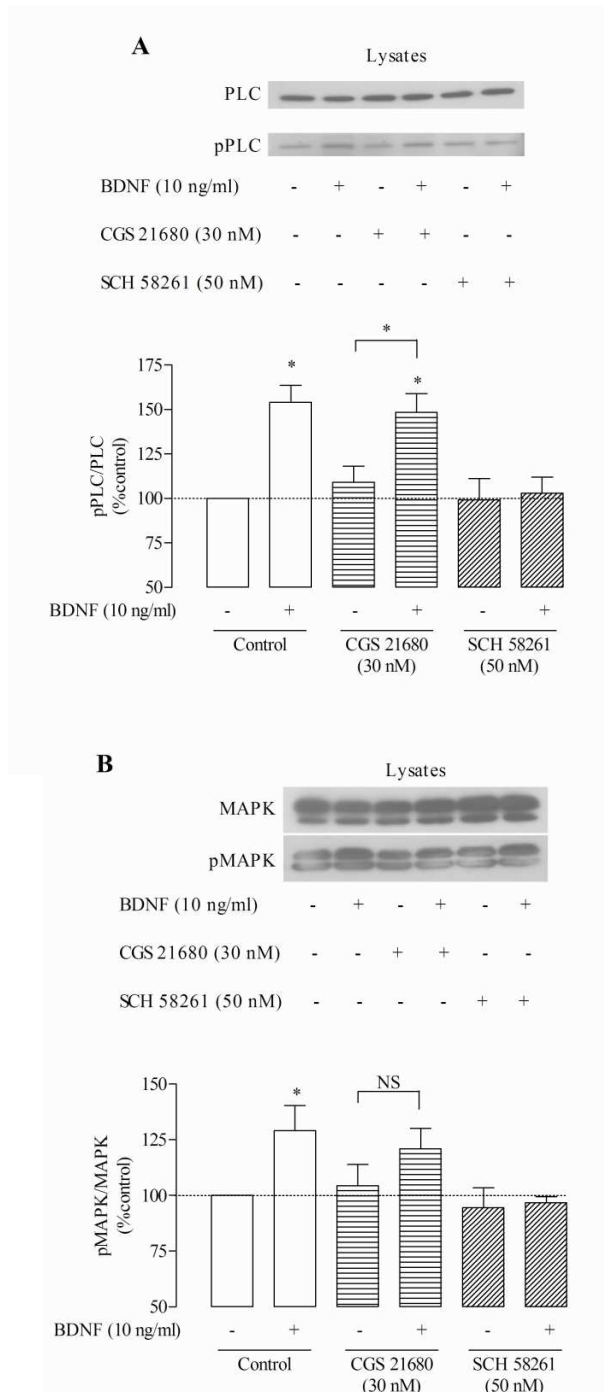 A
Lysates
PLC
pPLC
BDNF (10 ng/ml) - + - + - +
CGS 21680 (30 nM) - - + + - -
SCH 58261 (50 nM) - - - - + +
*
175 * *
150
125
100
75
50
pPLC/PLC
(%control)
BDNF (10 ng/ml) - + - + - +
Control CGS 21680 SCH 58261
(30 nM) (50 nM)
B
Lysates
MAPK
pMAPK
BDNF (10 ng/ml) - + - + - +
CGS 21680 (30 nM) - - + + - -
SCH 58261 (50 nM) - - - - + +
150 * NS
125
100
75
50
pMAPK/MAPK
(%control)
BDNF (10 ng/ml) - + - + - +
Control CGS 21680 SCH 58261
(30 nM) (50 nM)